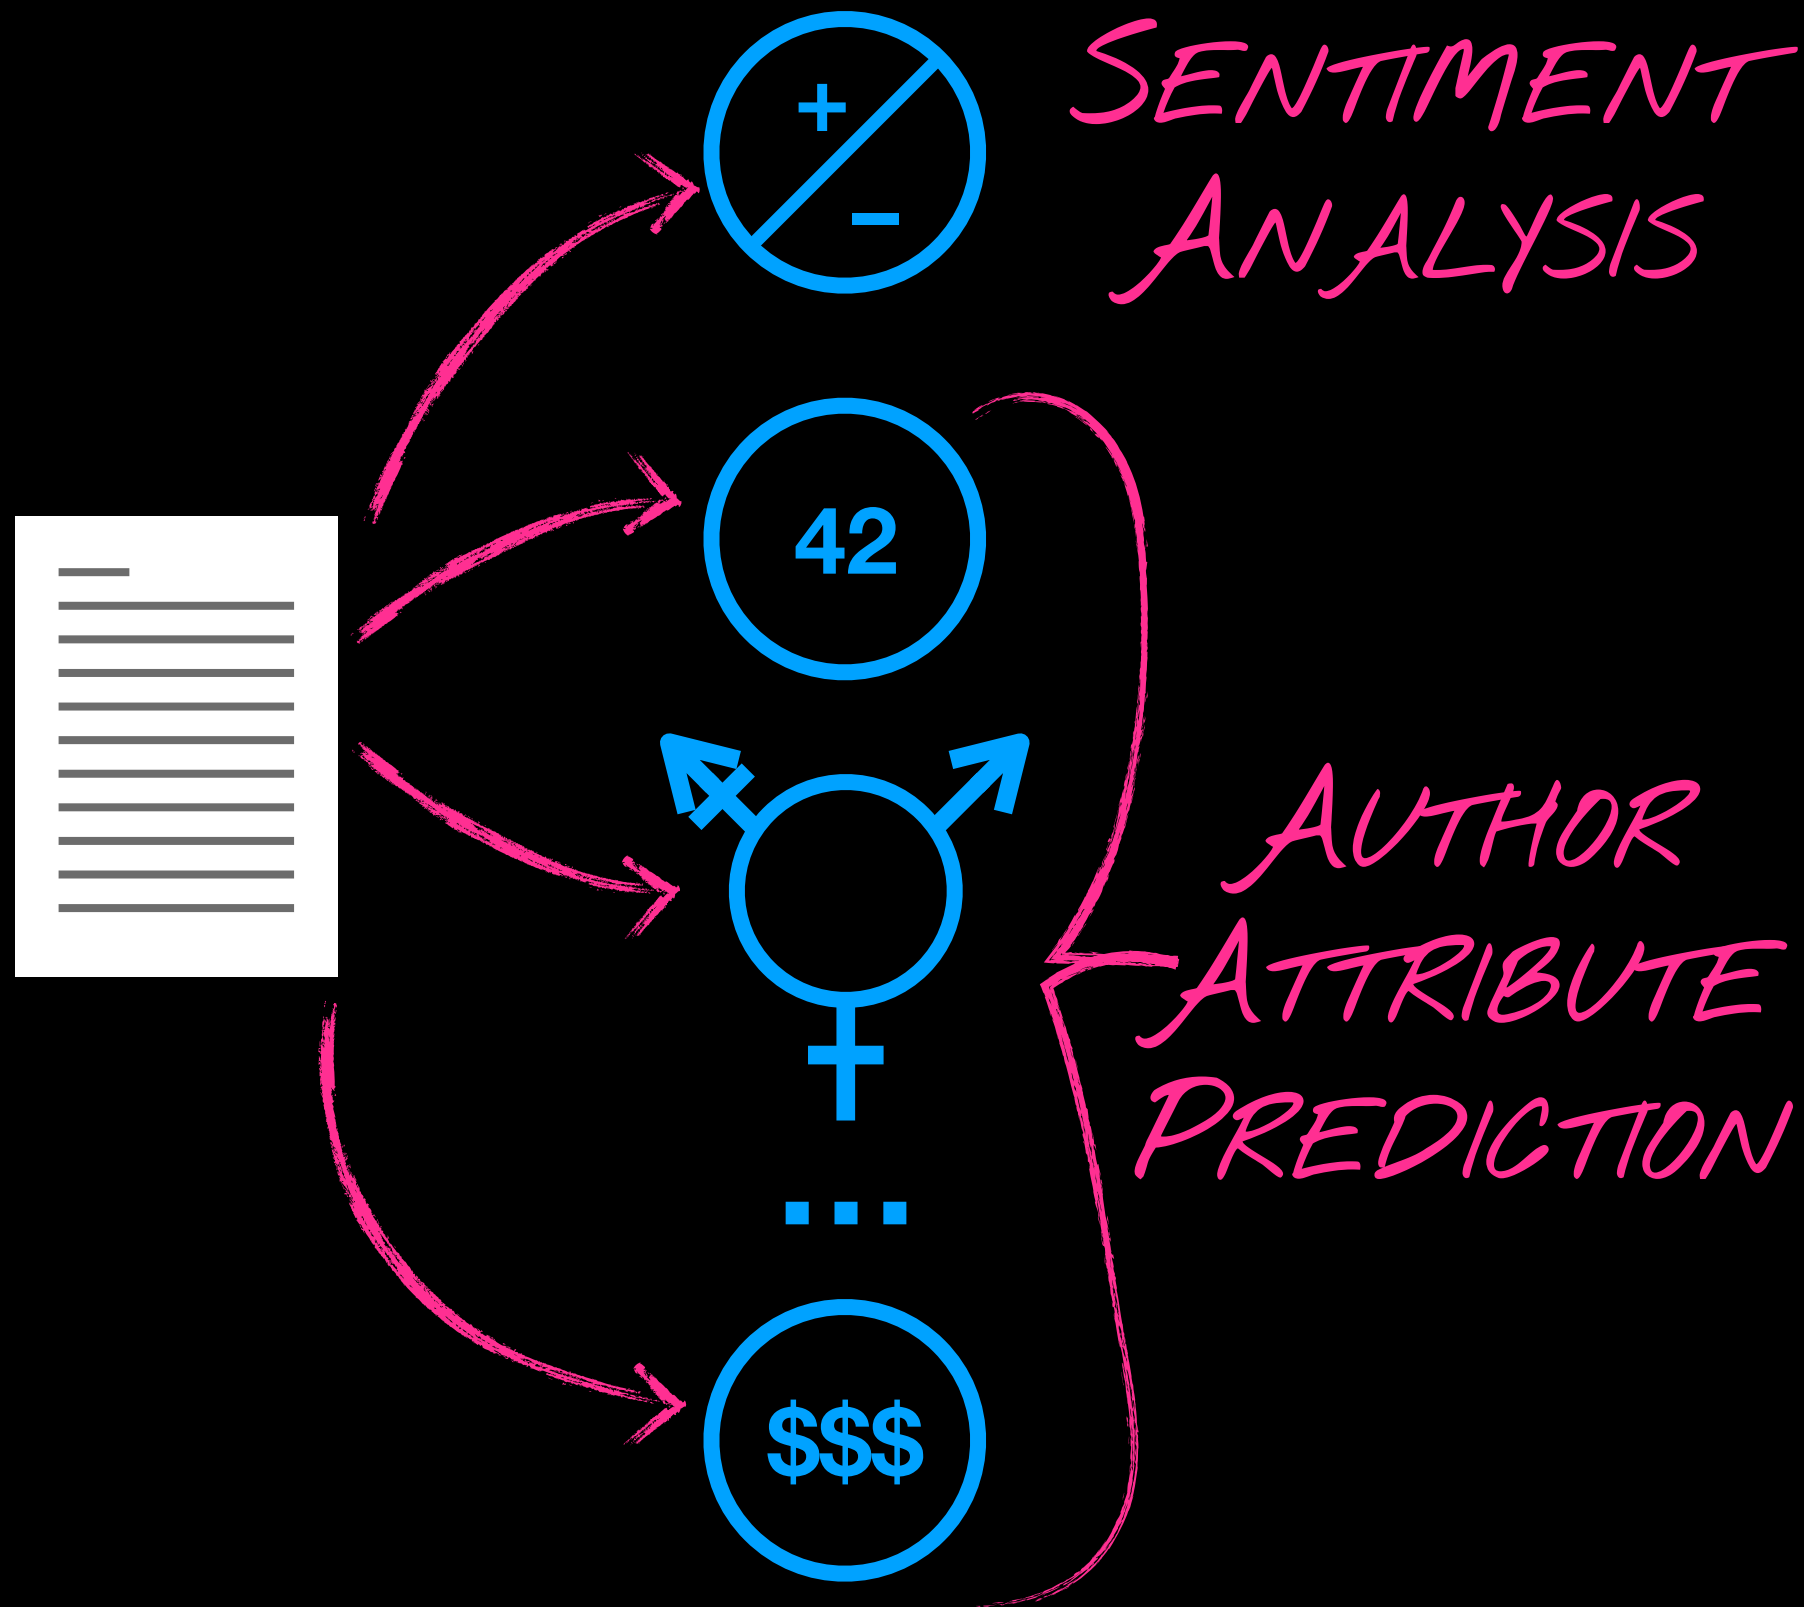 +
−
SENTIMENT
ANALYSIS
42
AUTHOR
ATTRIBUTE
PREDICTION
...
$$$